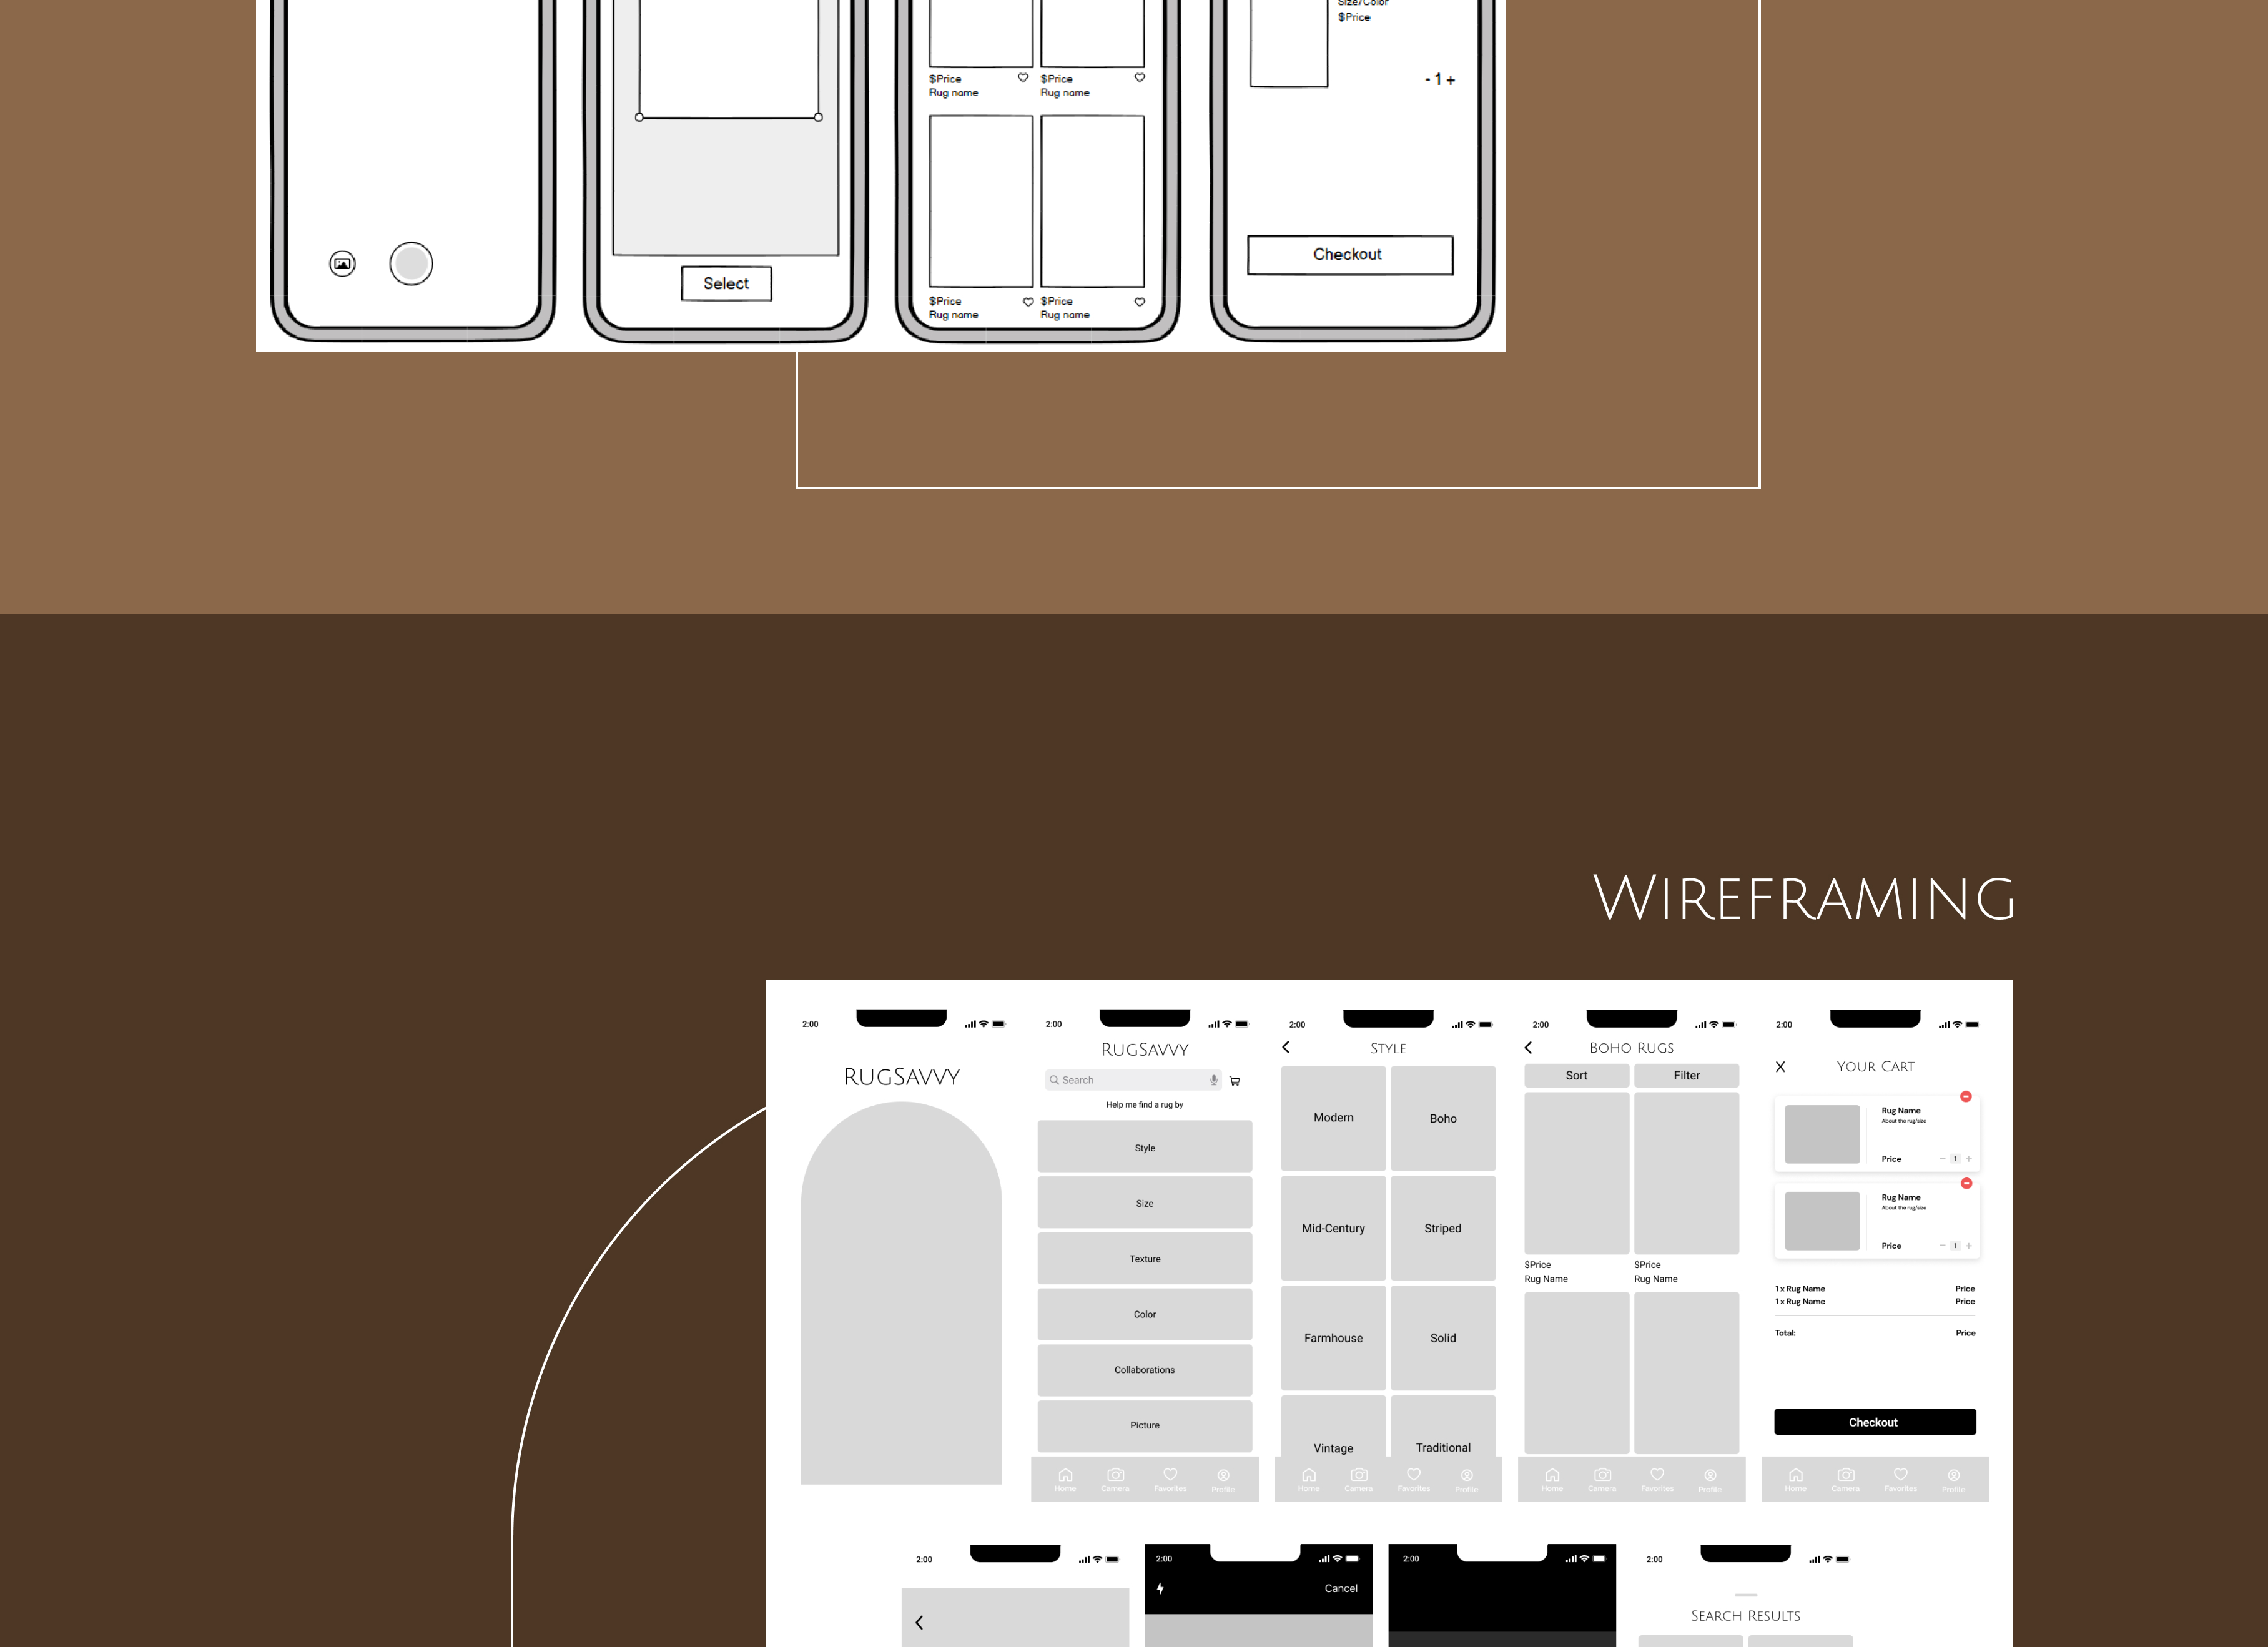 Size/Color
$Price
- 1 +
$Price
$Price
Rug name
Rug name
Checkout
Select
$Price
$Price
Rug name
Rug name
WIREFRAMING
2:00
RUGSAVVY
2:00
RUGSAVVY
Search
Help me find a rug by
Style
Size
Texture
Color
Collaborations
Picture
Home
Camera
Favorites
Profile
2:00
STYLE
Modern
Boho
Mid-Century
Striped
Farmhouse
Solid
Vintage
Traditional
Home
Camera
Favorites
Profile
2:00
BOHO RUGS
Sort
Filter
$Price
$Price
Rug Name
Rug Name
Home
Camera
Favorites
Profile
2:00
X
YOUR CART
Rug Name
About the rug/size
Price
1
Rug Name
About the rug/size
Price
1
1 x Rug Name
Price
1 x Rug Name
Price
Total:
Price
Checkout
Home
Camera
Favorites
Profile
2:00
2:00
Cancel
2:00
2:00
SEARCH RESULTS